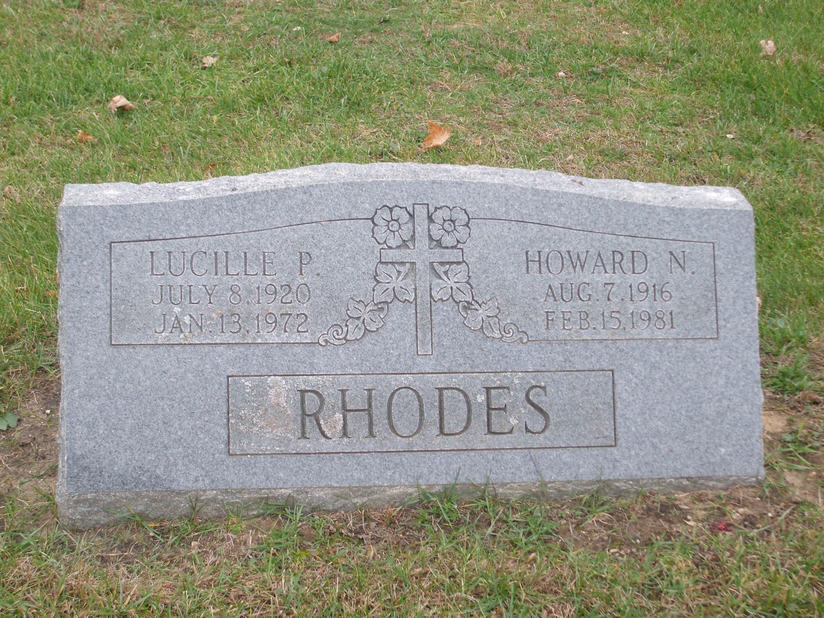 LUCILLE P.
JULY 8, 1920
JAN. 13, 1972
HOWARD N.
AUG. 7, 1916
FEB. 15, 1981
RHODES